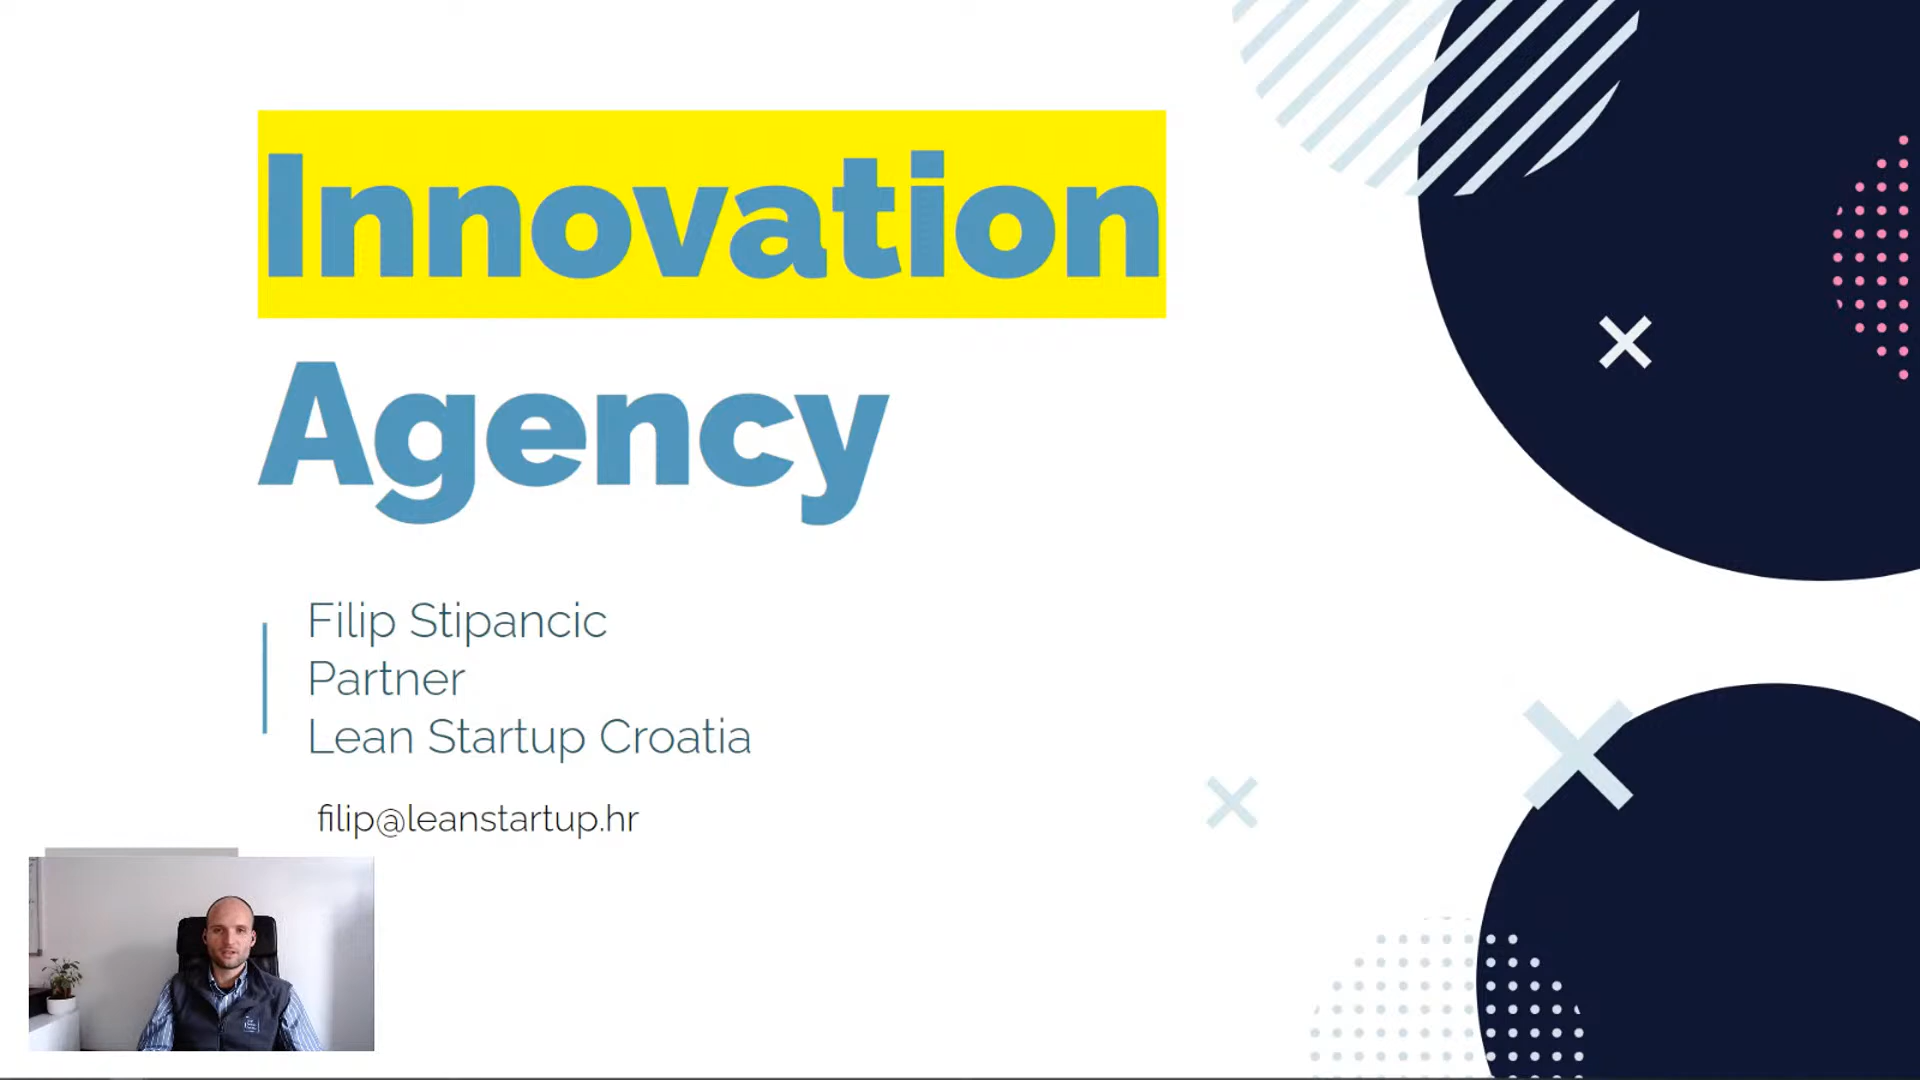 Innovation
Agency
Filip Stipancic
Partner
Lean Startup Croatia
filip@leanstartup.hr